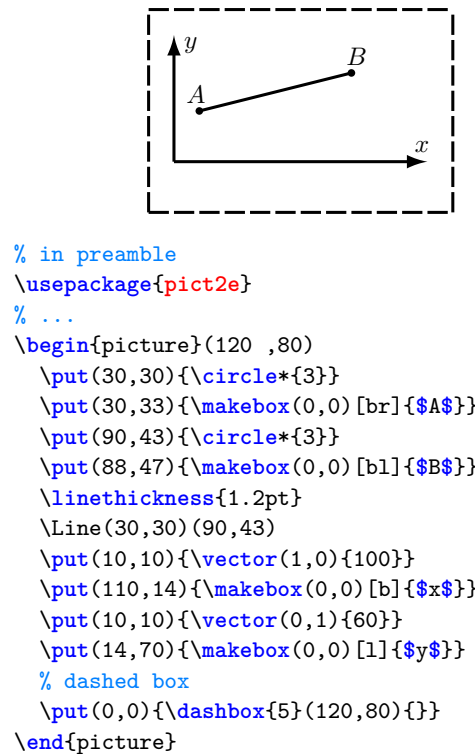 y
B
A
x
% in preamble
\usepackage{pict2e}
% ...
\begin{picture}(120 ,80)
  \put(30,30){\circle*{3}}
  \put(30,33){\makebox(0,0)[br]{$A$}}
  \put(90,43){\circle*{3}}
  \put(88,47){\makebox(0,0)[bl]{$B$}}
  \linethickness{1.2pt}
  \Line(30,30)(90,43)
  \put(10,10){\vector(1,0){100}}
  \put(110,14){\makebox(0,0)[b]{$x$}}
  \put(10,10){\vector(0,1){60}}
  \put(14,70){\makebox(0,0)[l]{$y$}}
  % dashed box
  \put(0,0){\dashbox{5}(120,80){}}
\end{picture}